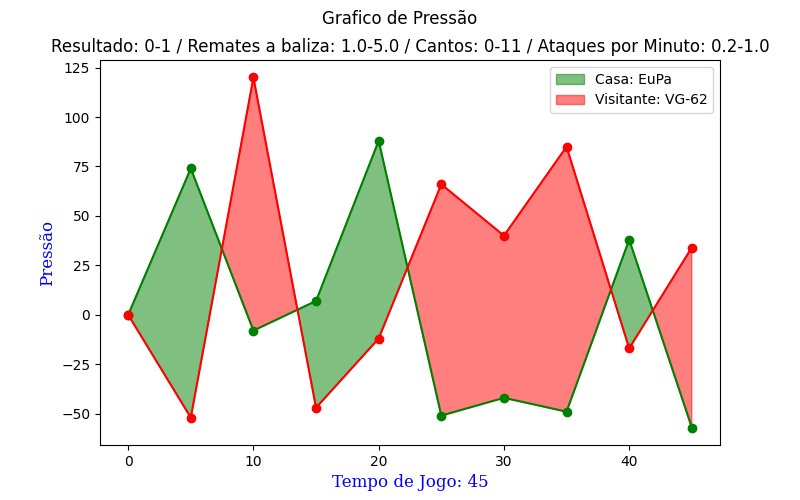 Grafico de Pressão
Resultado: 0-1 / Remates a baliza: 1.0-5.0 / Cantos: 0-11 / Ataques por Minuto: 0.2-1.0
Casa: EuPa
Visitante: VG-62
125
100
75
50
25
0
−25
−50
Pressão
0 10 20 30 40
Tempo de Jogo: 45